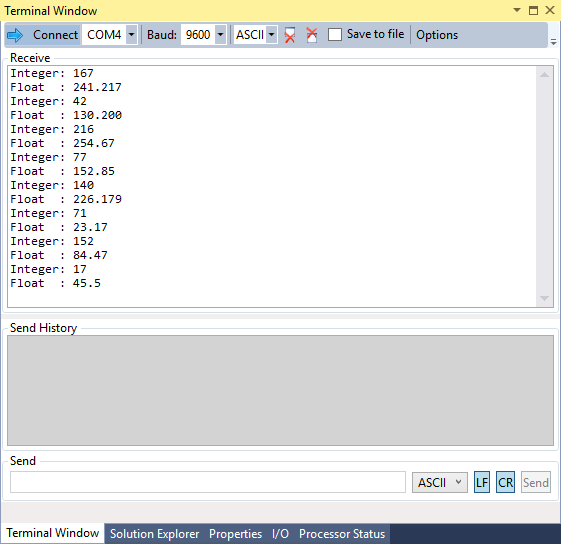 Terminal Window
Connect COM4 Baud: 9600 ASCII Save to file Options
Receive
Integer: 167
Float  : 241.217
Integer: 42
Float  : 130.200
Integer: 216
Float  : 254.67
Integer: 77
Float  : 152.85
Integer: 140
Float  : 226.179
Integer: 71
Float  : 23.17
Integer: 152
Float  : 84.47
Integer: 17
Float  : 45.5
Send History
Send
ASCII LF CR Send
Terminal Window Solution Explorer Properties I/O Processor Status